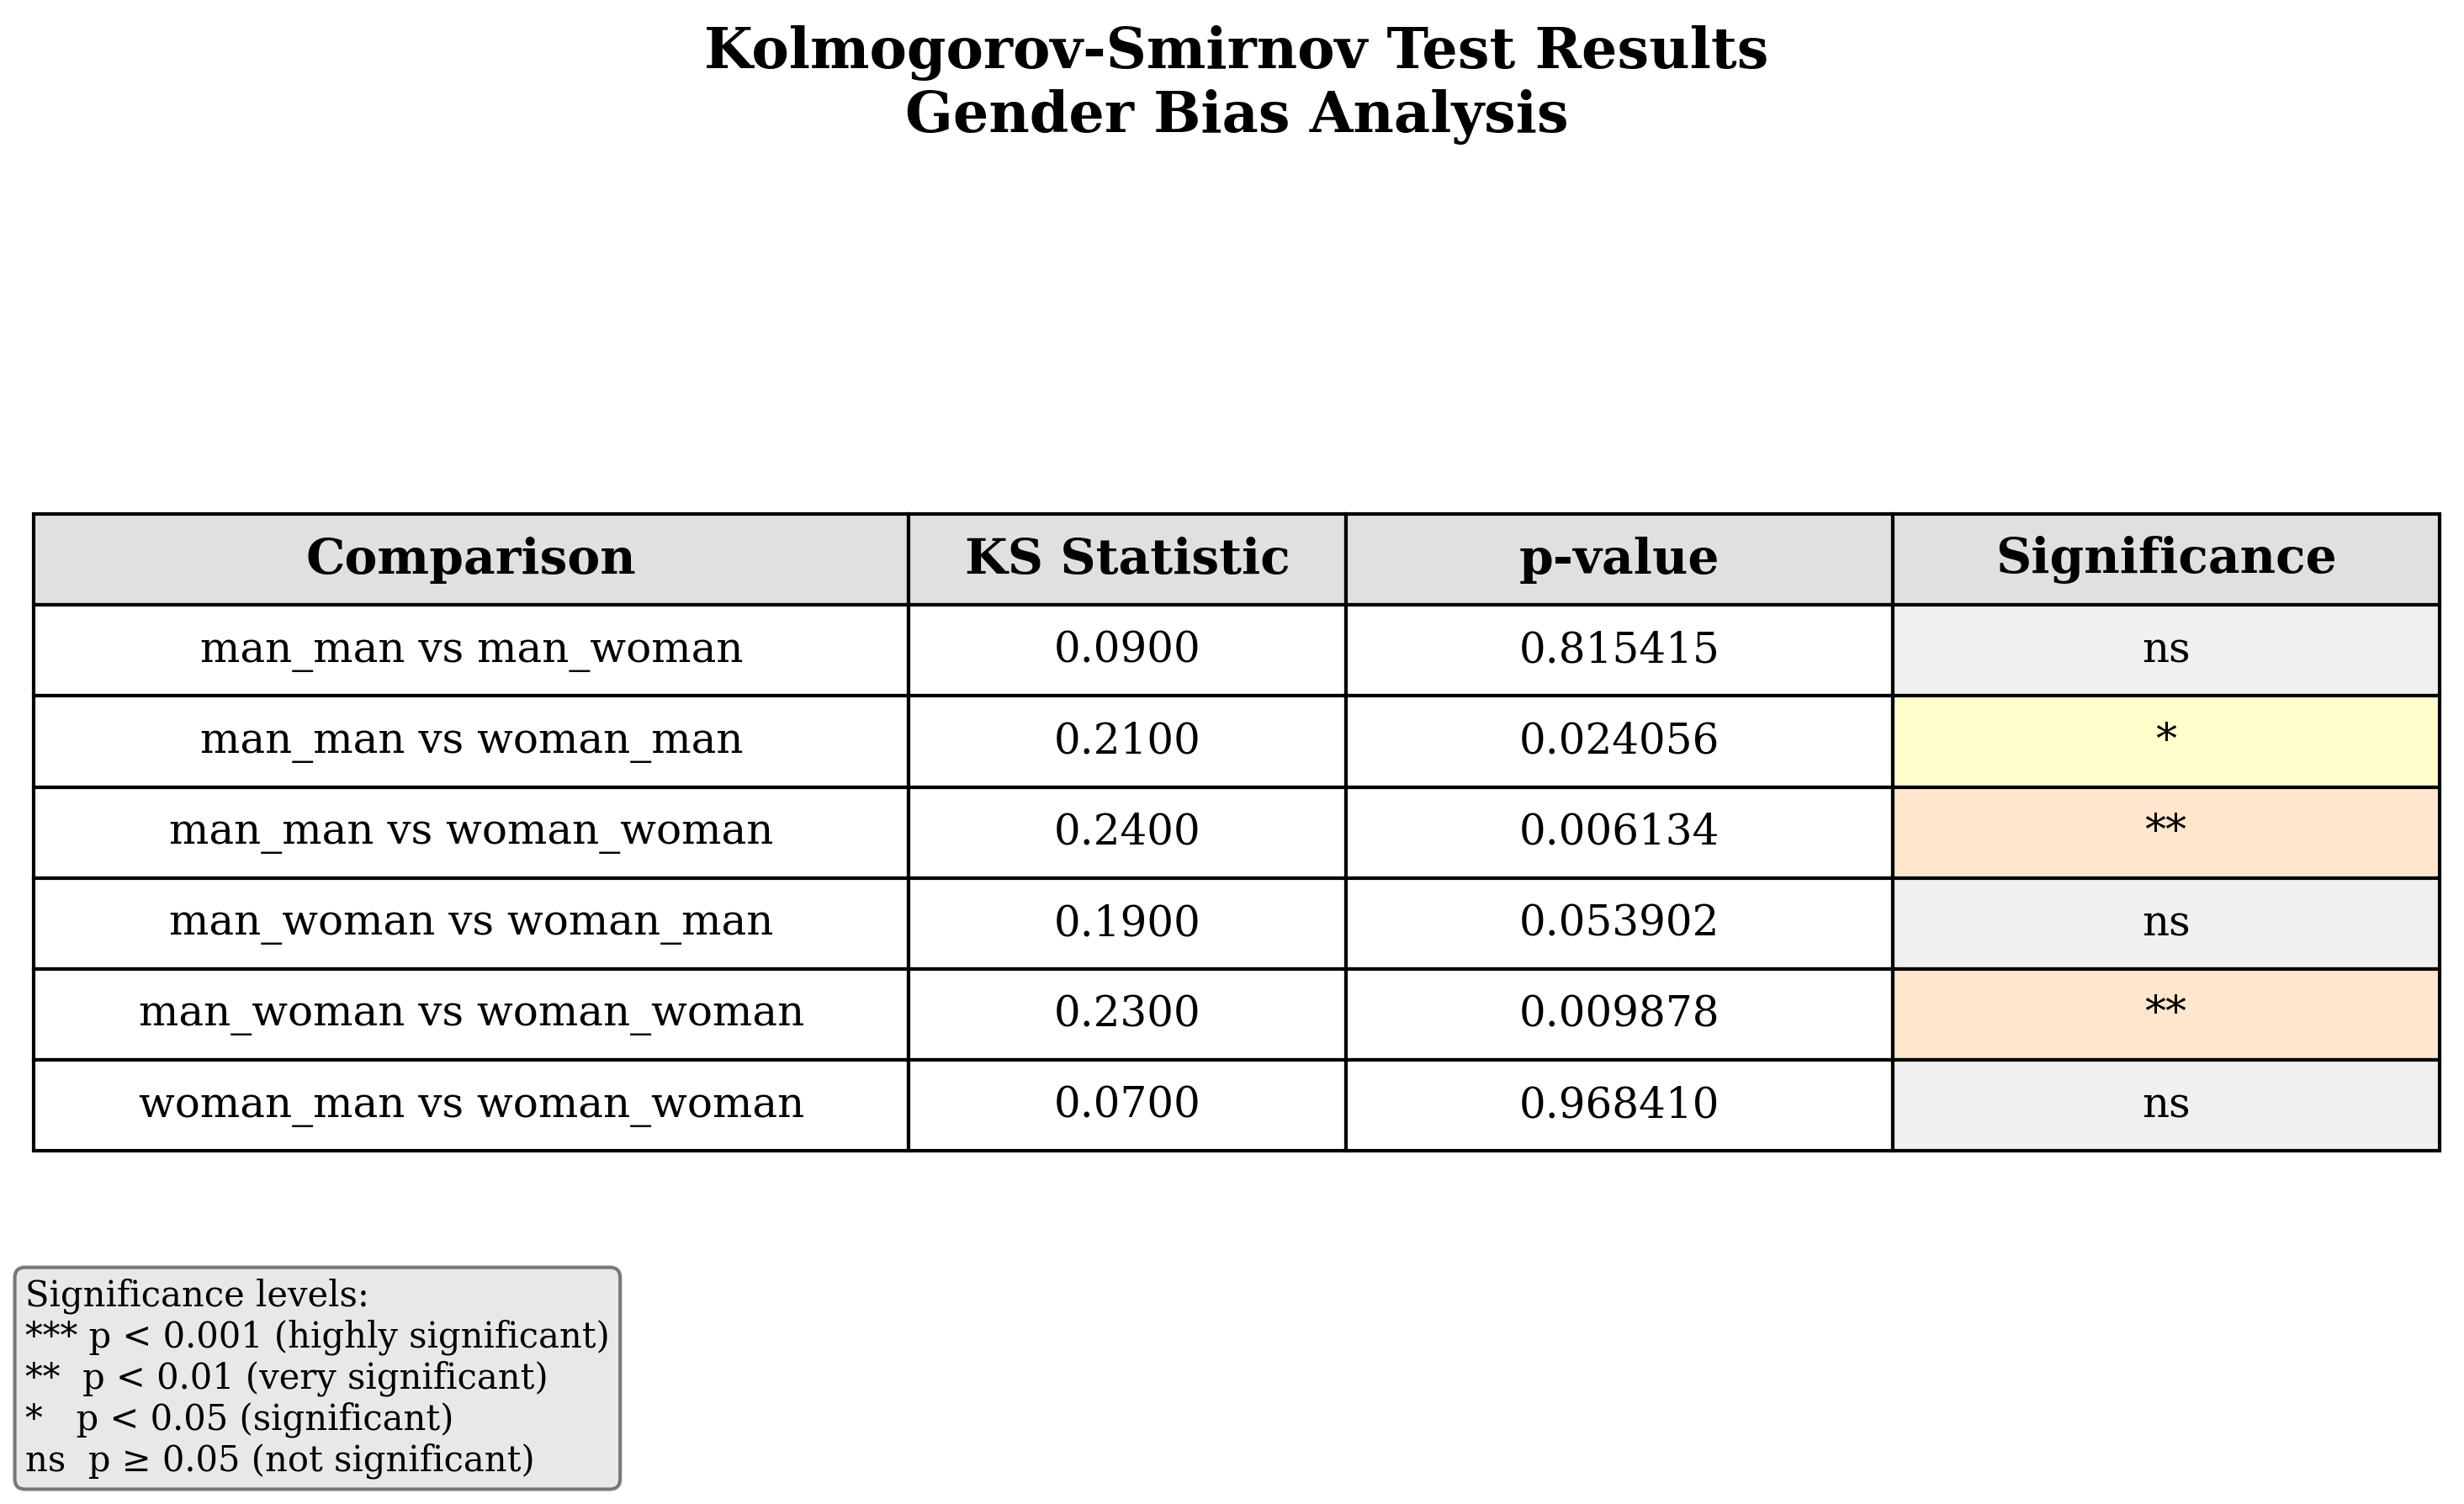 Kolmogorov-Smirnov Test Results
Gender Bias Analysis
Comparison KS Statistic p-value Significance
man_man vs man_woman 0.0900 0.815415 ns
man_man vs woman_man 0.2100 0.024056 *
man_man vs woman_woman 0.2400 0.006134 **
man_woman vs woman_man 0.1900 0.053902 ns
man_woman vs woman_woman 0.2300 0.009878 **
woman_man vs woman_woman 0.0700 0.968410 ns
Significance levels:
*** p < 0.001 (highly significant)
** p < 0.01 (very significant)
* p < 0.05 (significant)
ns p ≥ 0.05 (not significant)